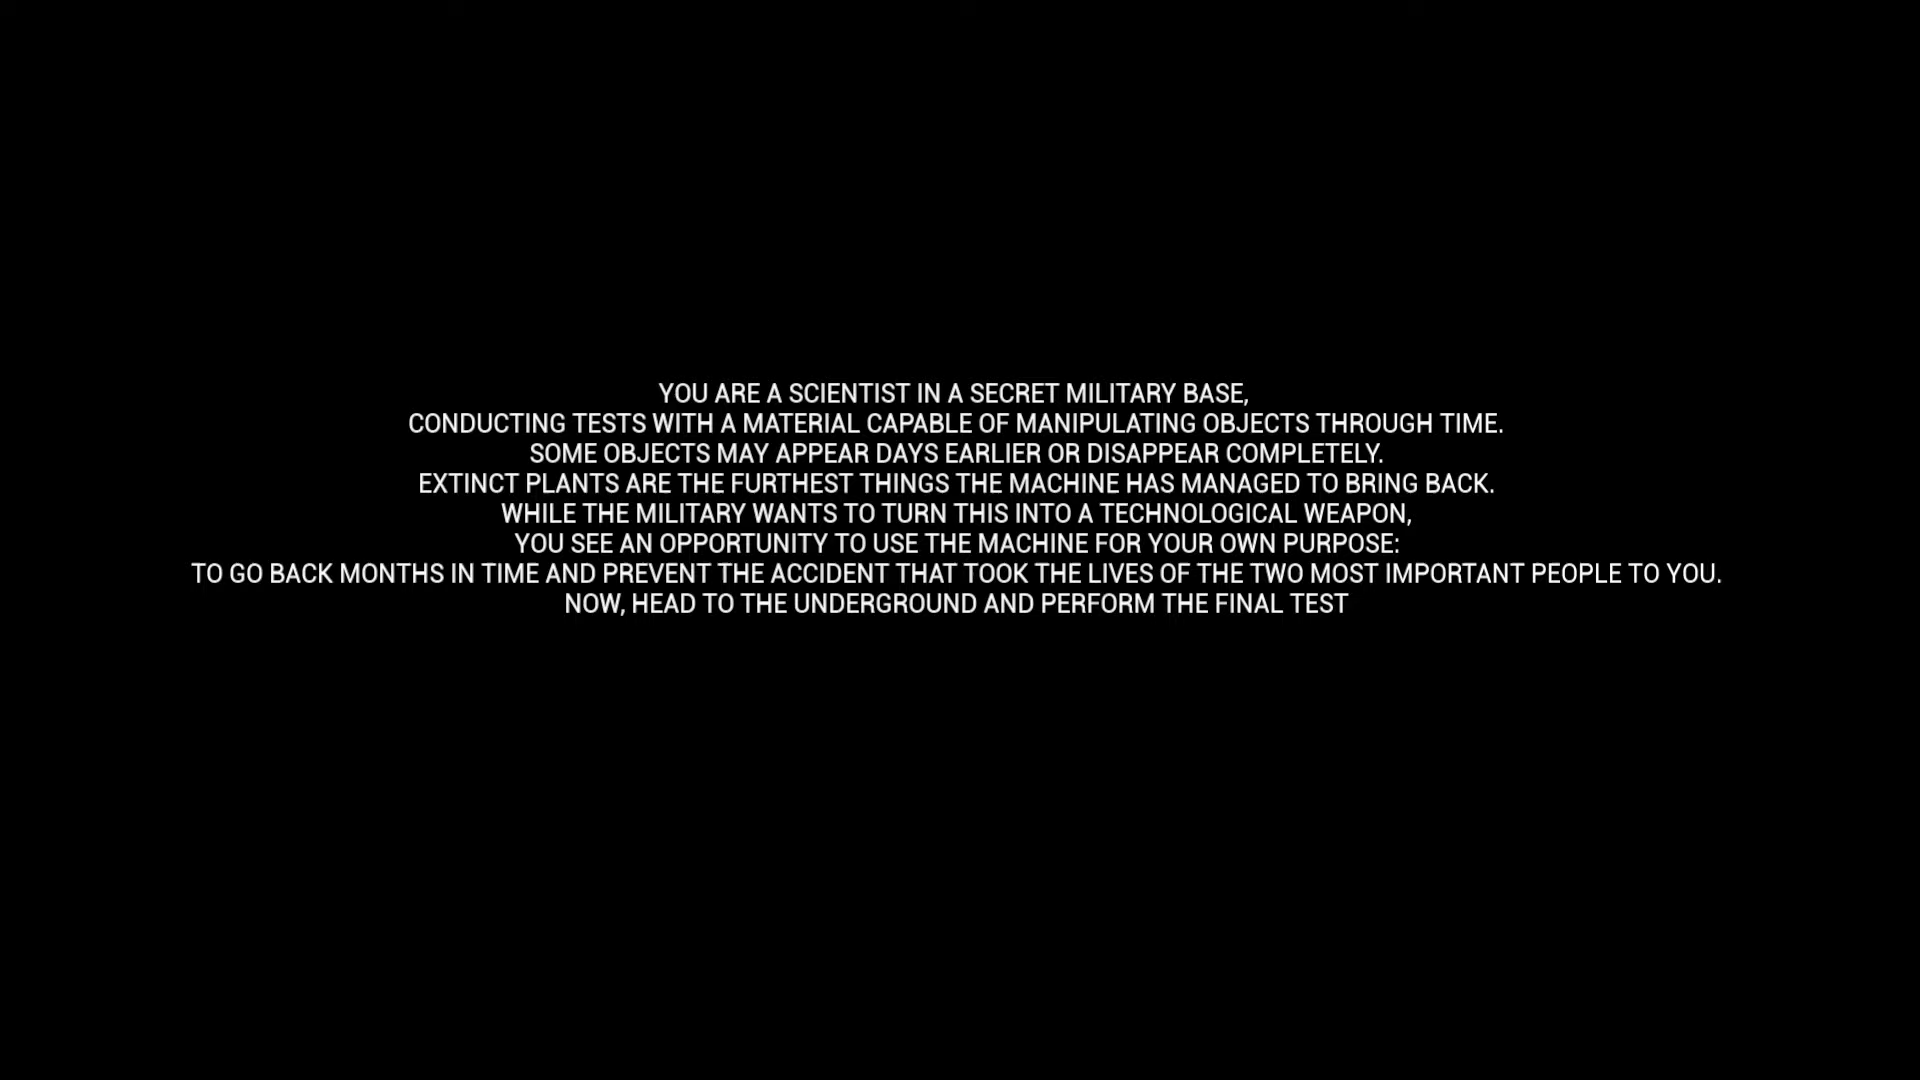 YOU ARE A SCIENTIST IN A SECRET MILITARY BASE,
CONDUCTING TESTS WITH A MATERIAL CAPABLE OF MANIPULATING OBJECTS THROUGH TIME.
SOME OBJECTS MAY APPEAR DAYS EARLIER OR DISAPPEAR COMPLETELY.
EXTINCT PLANTS ARE THE FURTHEST THINGS THE MACHINE HAS MANAGED TO BRING BACK.
WHILE THE MILITARY WANTS TO TURN THIS INTO A TECHNOLOGICAL WEAPON,
YOU SEE AN OPPORTUNITY TO USE THE MACHINE FOR YOUR OWN PURPOSE:
TO GO BACK MONTHS IN TIME AND PREVENT THE ACCIDENT THAT TOOK THE LIVES OF THE TWO MOST IMPORTANT PEOPLE TO YOU.
NOW, HEAD TO THE UNDERGROUND AND PERFORM THE FINAL TEST